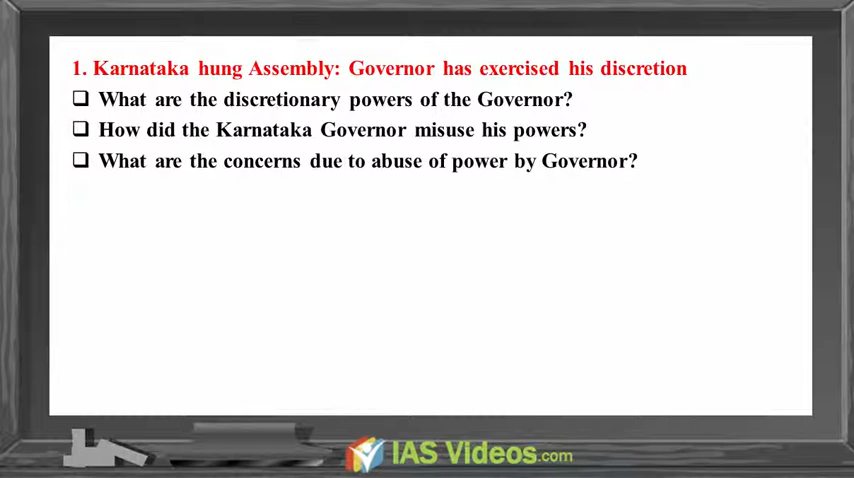 1. Karnataka hung Assembly: Governor has exercised his discretion
❑ What are the discretionary powers of the Governor?
❑ How did the Karnataka Governor misuse his powers?
❑ What are the concerns due to abuse of power by Governor?
IAS Videos.com